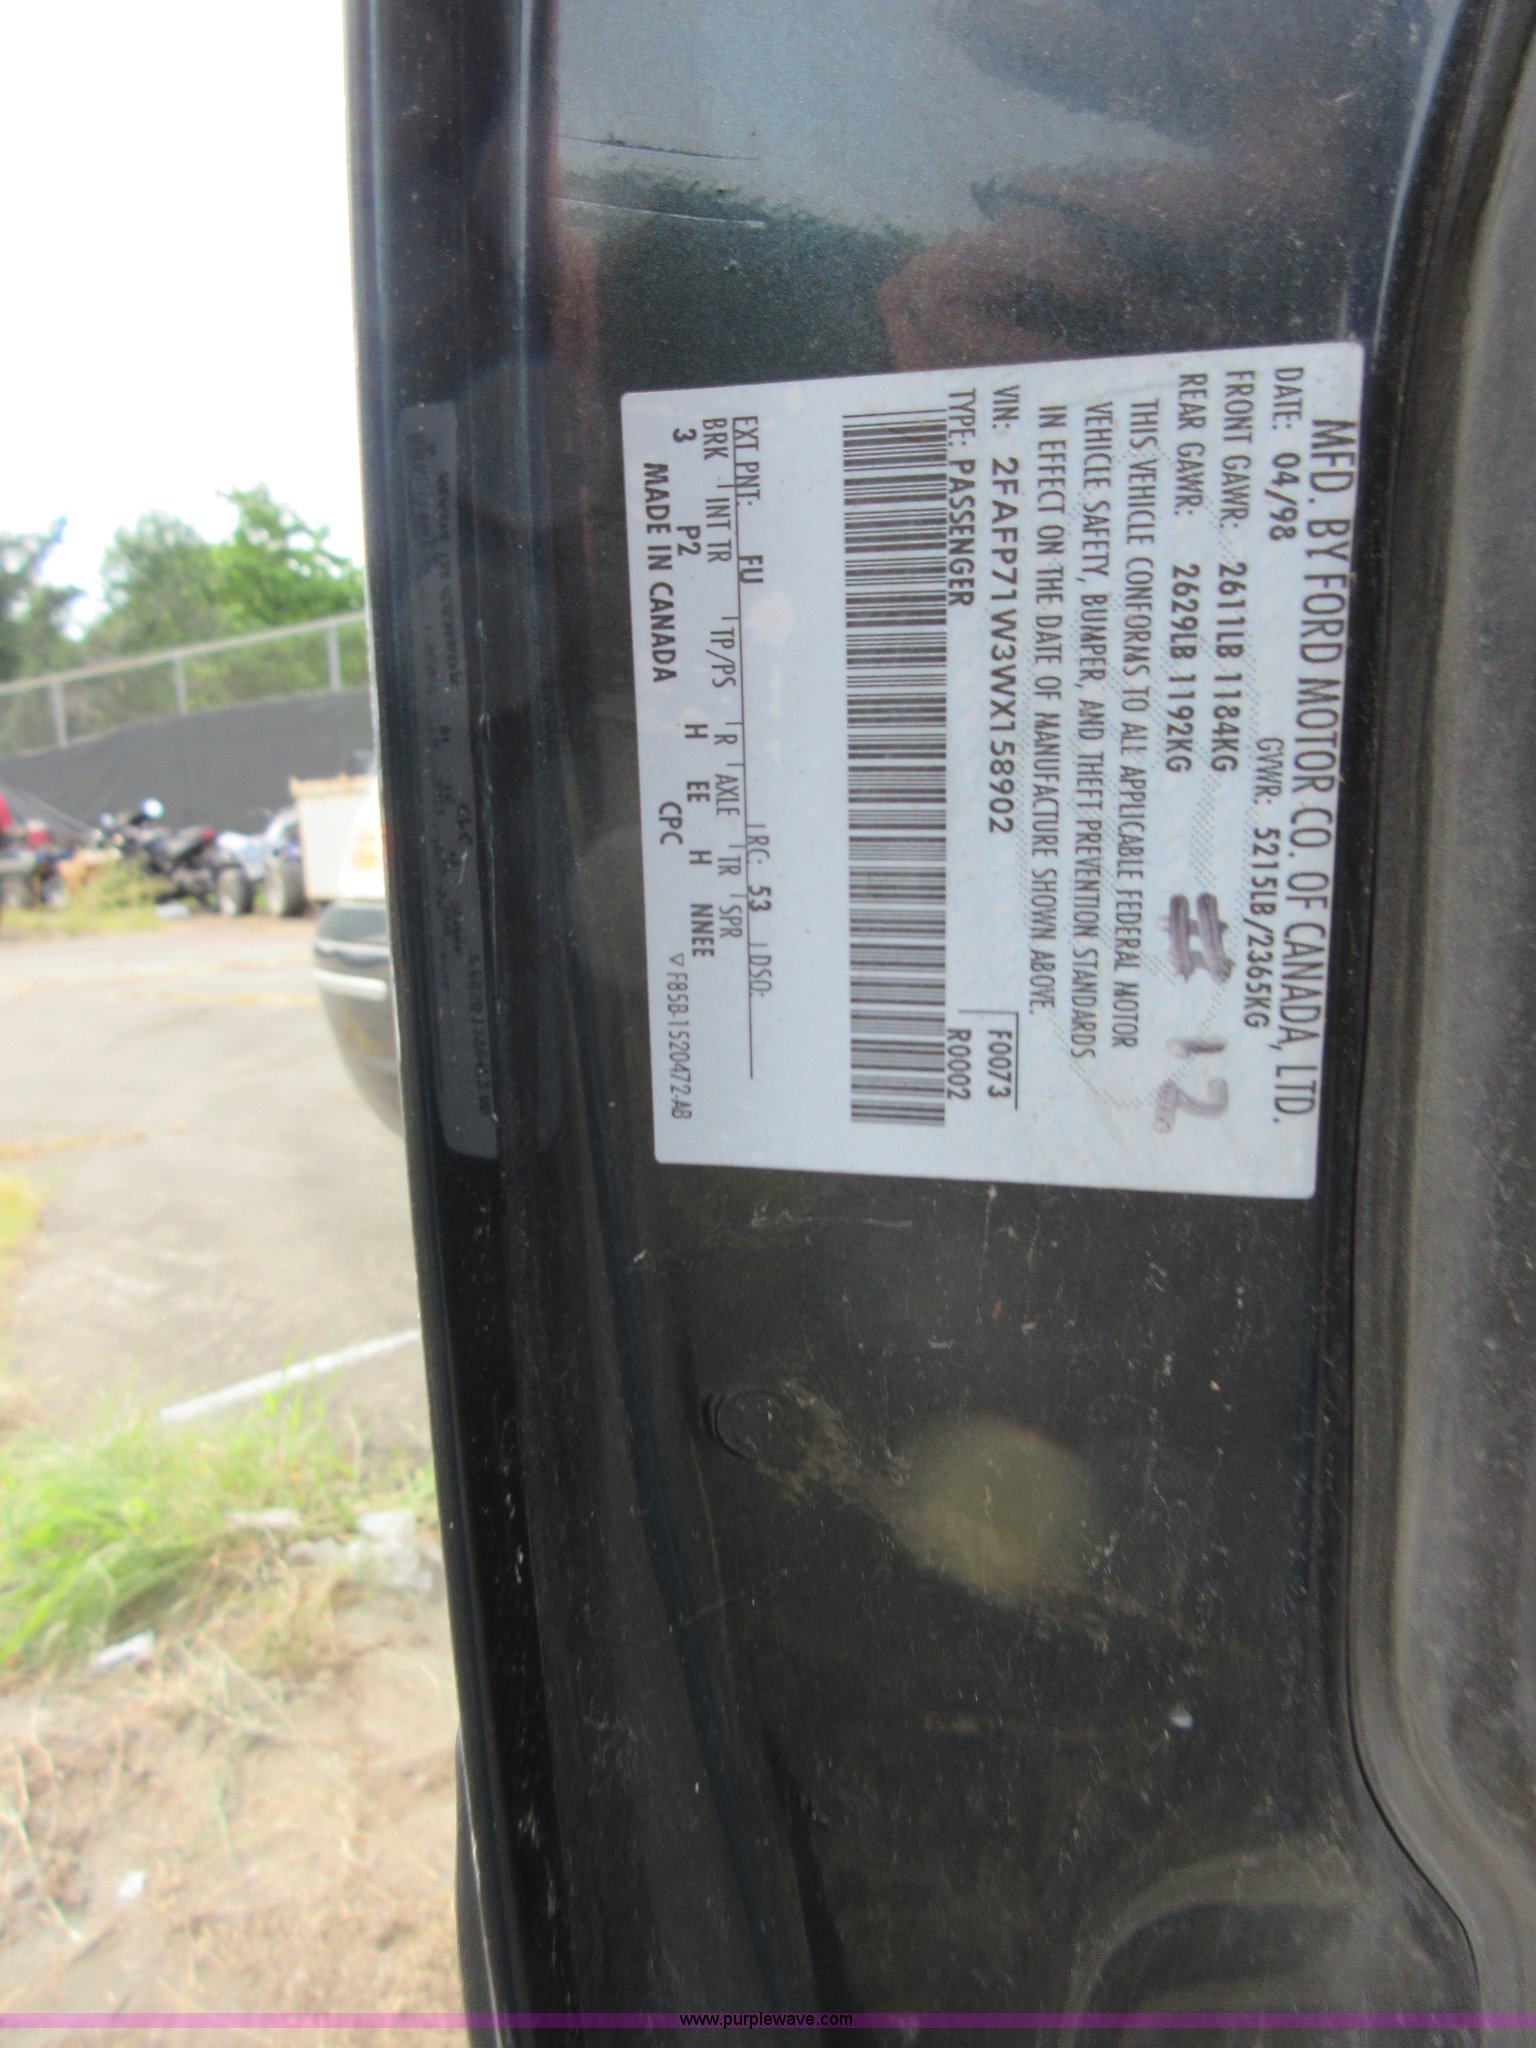 MFD. BY FORD MOTOR CO. OF CANADA, LTD.
DATE: 04/98 GVWR: 5215LB/2365KG
FRONT GAWR: 2611LB 1184KG
REAR GAWR: 2629LB 1192KG
# 12
THIS VEHICLE CONFORMS TO ALL APPLICABLE FEDERAL MOTOR
VEHICLE SAFETY, BUMPER, AND THEFT PREVENTION STANDARDS
IN EFFECT ON THE DATE OF MANUFACTURE SHOWN ABOVE.
VIN: 2FAFP71W3WX158902 F0073
TYPE: PASSENGER R0002
EXT PNT: FU RC: 53 DSO:
BRK INT TR TP/PS R AXLE TR SPR
3 P2 H EE H NNEE
MADE IN CANADA CPC F85B-1520472-AB
www.purplewave.com